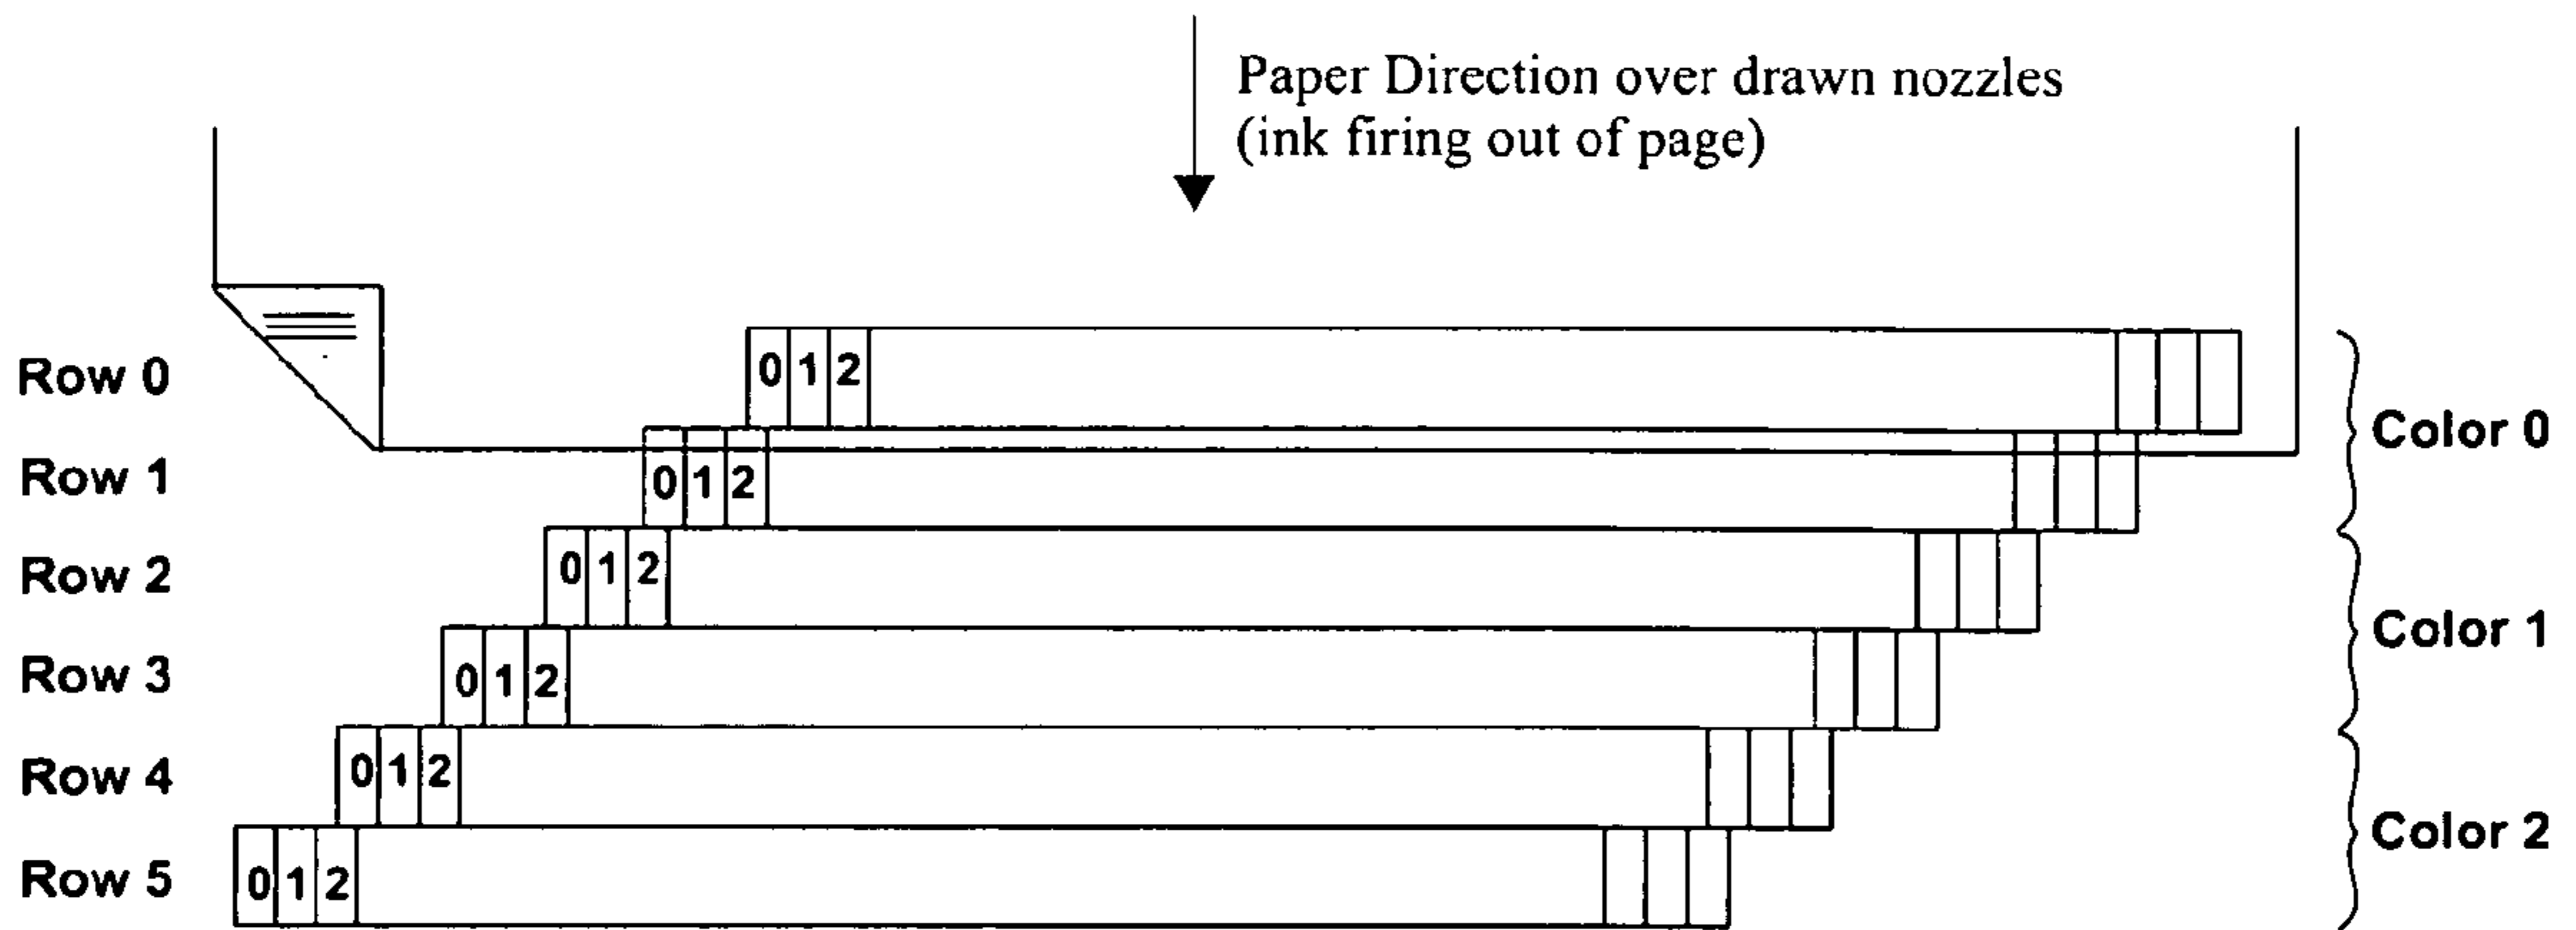 Paper Direction over drawn nozzles
(ink firing out of page)
Row 0
0 1 2
Color 0
Row 1
0 1 2
Row 2
0 1 2
Color 1
Row 3
0 1 2
Row 4
0 1 2
Color 2
Row 5
0 1 2